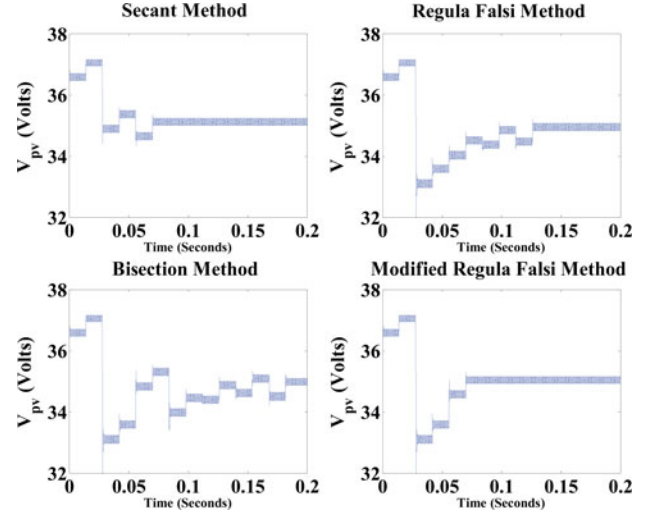 Secant Method
V_pv (Volts)
38
36
34
32
0 0.05 0.1 0.15 0.2
Time (Seconds)
Regula Falsi Method
V_pv (Volts)
38
36
34
32
0 0.05 0.1 0.15 0.2
Time (Seconds)
Bisection Method
V_pv (Volts)
38
36
34
32
0 0.05 0.1 0.15 0.2
Time (Seconds)
Modified Regula Falsi Method
V_pv (Volts)
38
36
34
32
0 0.05 0.1 0.15 0.2
Time (Seconds)